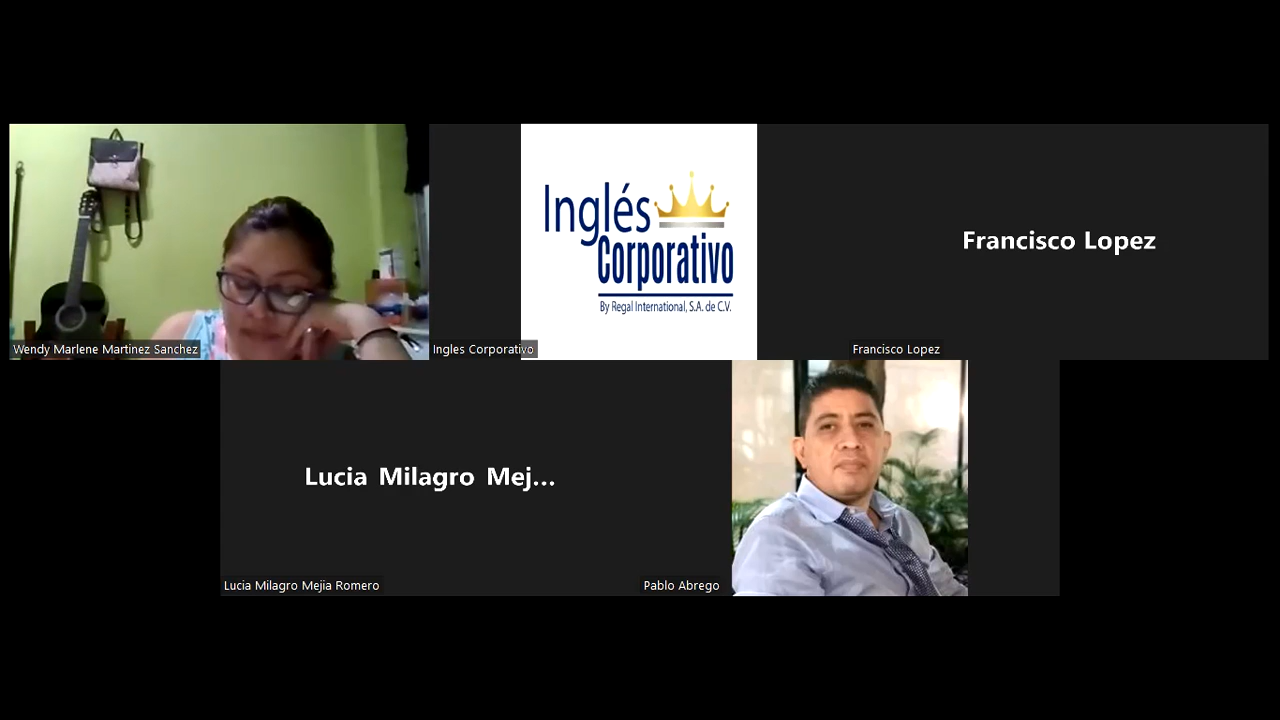 Inglés
Corporativo
By Regal International, S.A. de C.V.
Francisco Lopez
Wendy Marlene Martinez Sanchez
Ingles Corporativo
Francisco Lopez
Lucia Milagro Mej...
Lucia Milagro Mejia Romero
Pablo Abrego